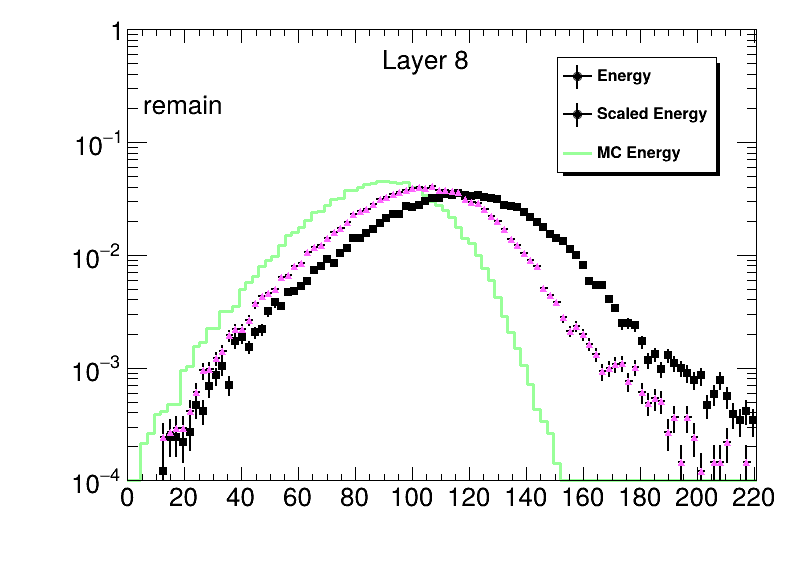 Layer 8
remain
Energy
Scaled Energy
MC Energy
1
10⁻¹
10⁻²
10⁻³
10⁻⁴
0 20 40 60 80 100 120 140 160 180 200 220